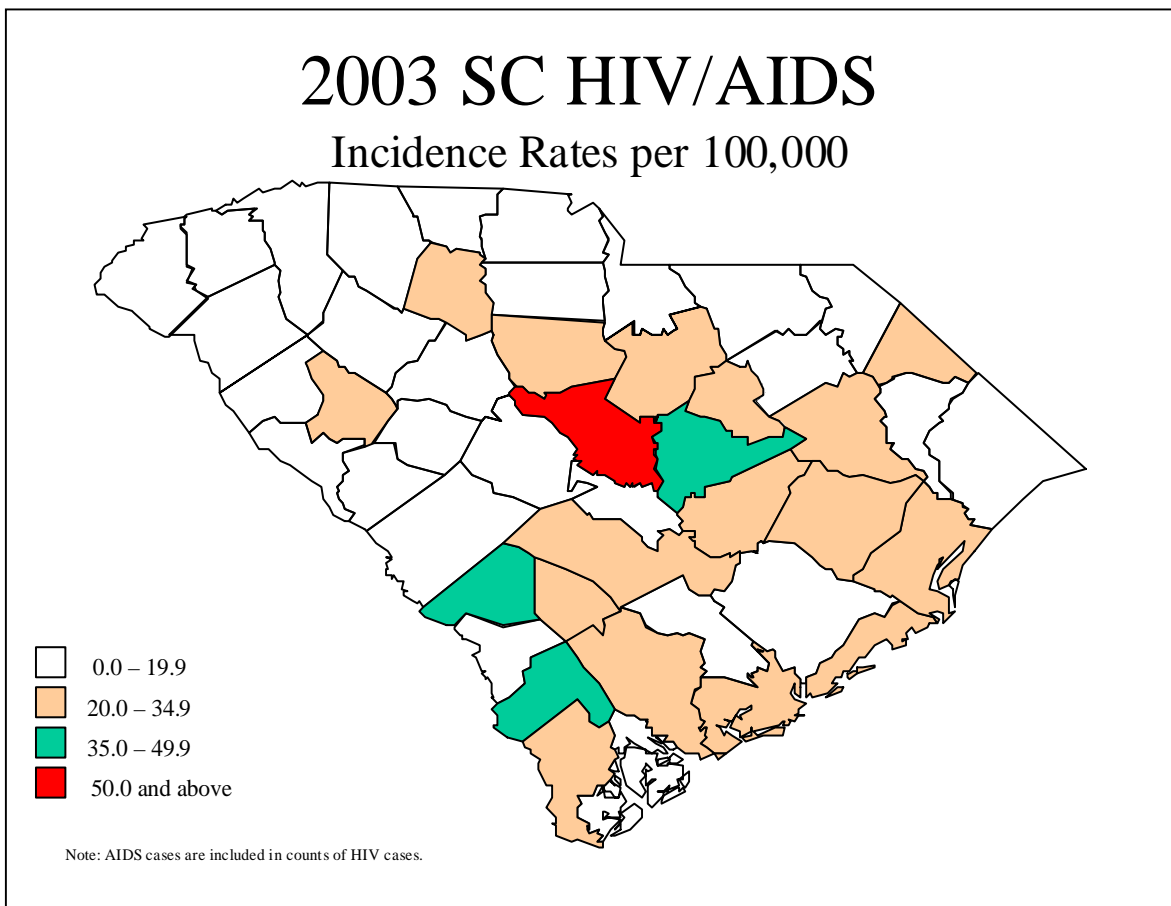 2003 SC HIV/AIDS
Incidence Rates per 100,000
0.0 – 19.9
20.0 – 34.9
35.0 – 49.9
50.0 and above
Note: AIDS cases are included in counts of HIV cases.